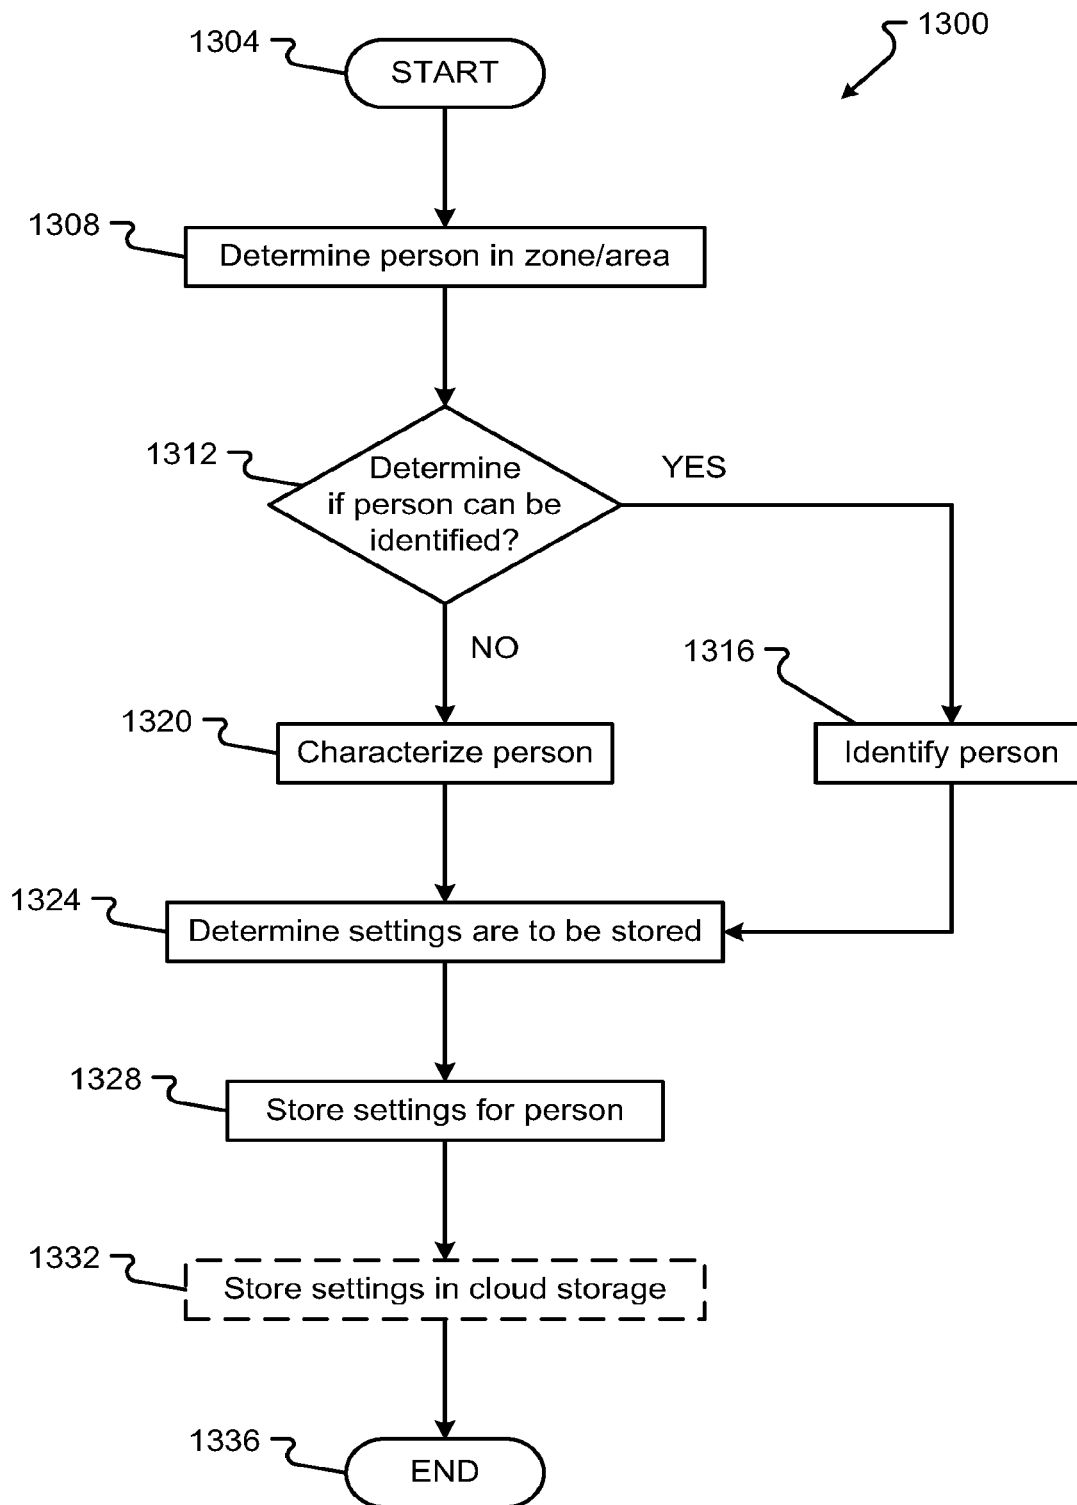 1300
1304
START
1308
Determine person in zone/area
1312
Determine
if person can be
identified?
YES
NO
1316
1320
Characterize person
Identify person
1324
Determine settings are to be stored
1328
Store settings for person
1332
Store settings in cloud storage
1336
END